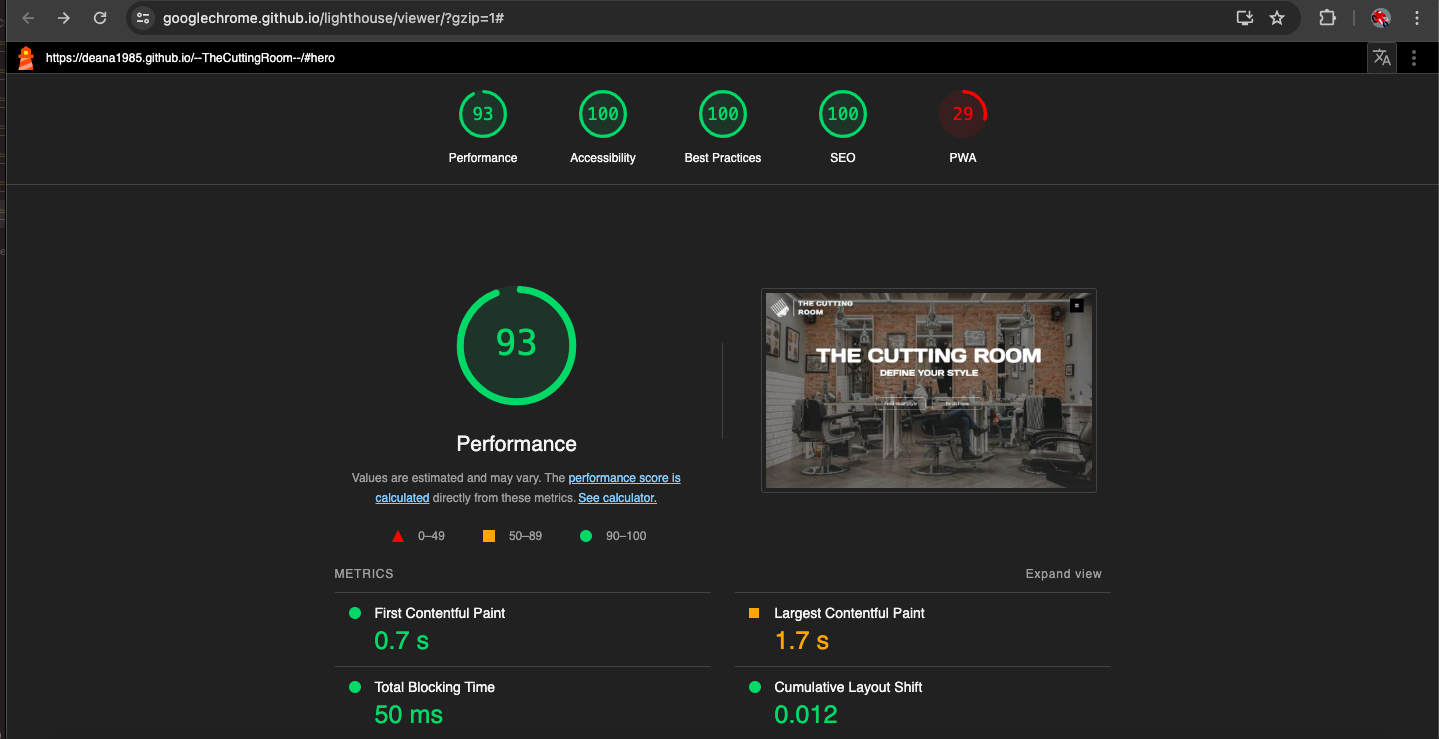 googlechrome.github.io/lighthouse/viewer/?gzip=1#
https://deana1985.github.io/--TheCuttingRoom--/#hero
93
100
100
100
29
Performance
Accessibility
Best Practices
SEO
PWA
93
Performance
Values are estimated and may vary. The performance score is
calculated directly from these metrics. See calculator.
0–49
50–89
90–100
THE CUTTING
ROOM
THE CUTTING ROOM
DEFINE YOUR STYLE
METRICS
Expand view
First Contentful Paint
0.7 s
Largest Contentful Paint
1.7 s
Total Blocking Time
50 ms
Cumulative Layout Shift
0.012